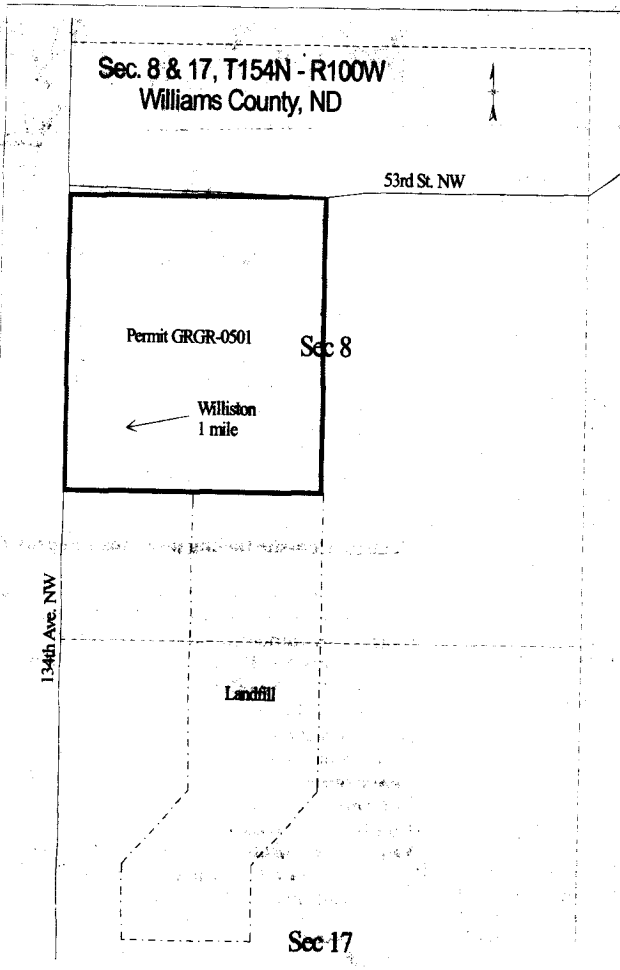 Sec. 8 & 17, T154N - R100W
Williams County, ND
53rd St. NW
Permit GRGR-0501
Sec 8
Williston
1 mile
134th Ave. NW
Landfill
Sec 17